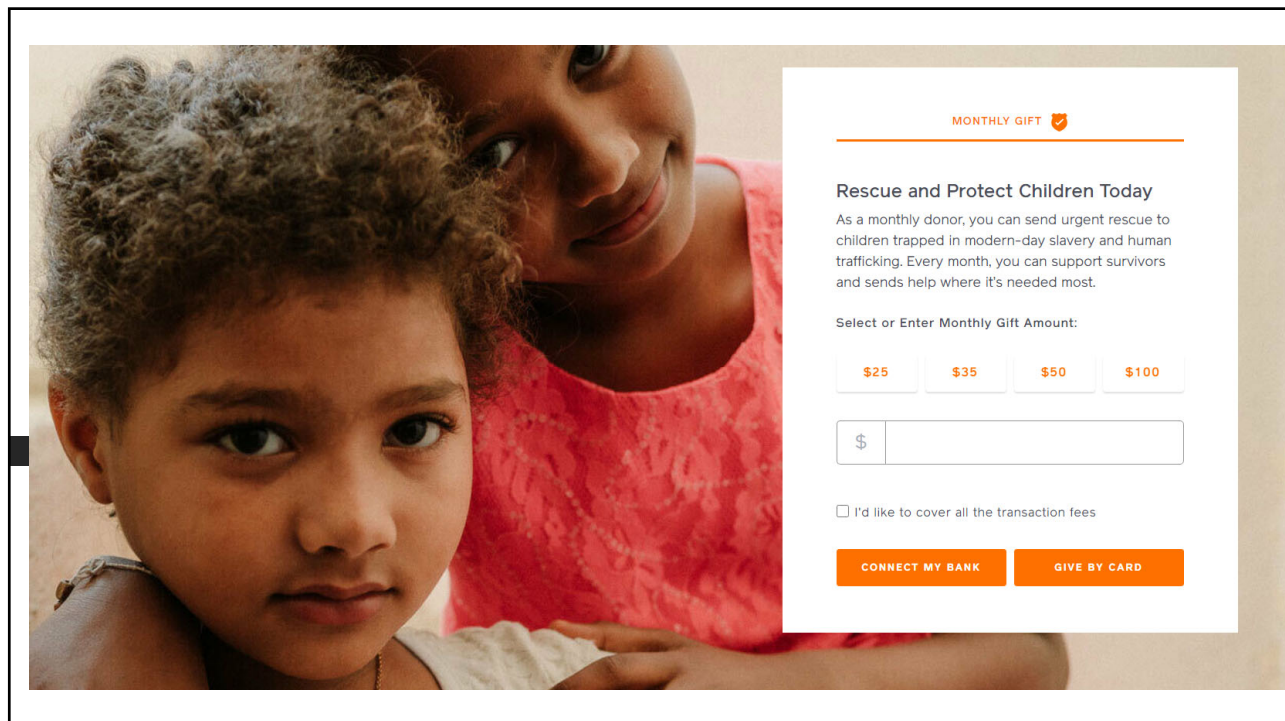 MONTHLY GIFT
Rescue and Protect Children Today
As a monthly donor, you can send urgent rescue to
children trapped in modern-day slavery and human
trafficking. Every month, you can support survivors
and sends help where it's needed most.
Select or Enter Monthly Gift Amount:
$25 $35 $50 $100
$
I'd like to cover all the transaction fees
CONNECT MY BANK GIVE BY CARD